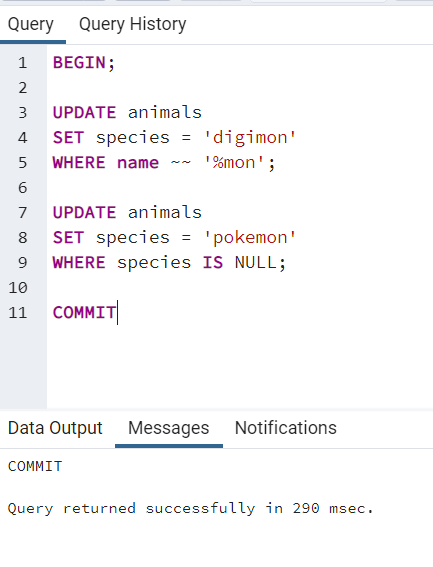 Query Query History
1 BEGIN;
2
3 UPDATE animals
4 SET species = 'digimon'
5 WHERE name ~~ '%mon';
6
7 UPDATE animals
8 SET species = 'pokemon'
9 WHERE species IS NULL;
10
11 COMMIT
Data Output Messages Notifications
COMMIT
Query returned successfully in 290 msec.